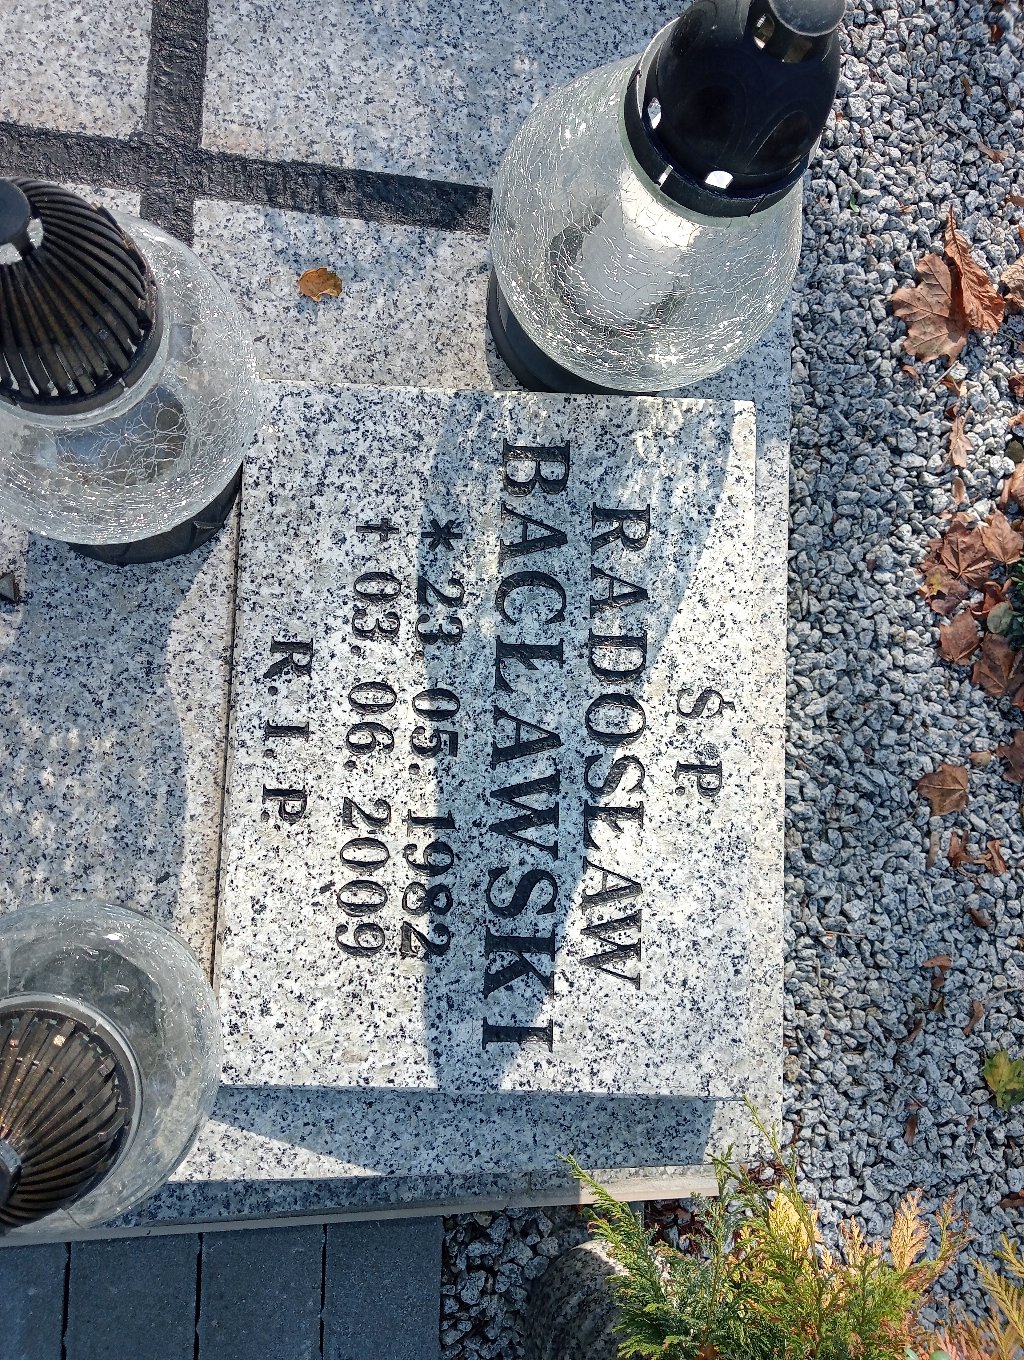 Ś.P.
RADOSŁAW
BACŁAWSKI
* 23. 05. 1982
† 03. 06. 2009
R. I. P.